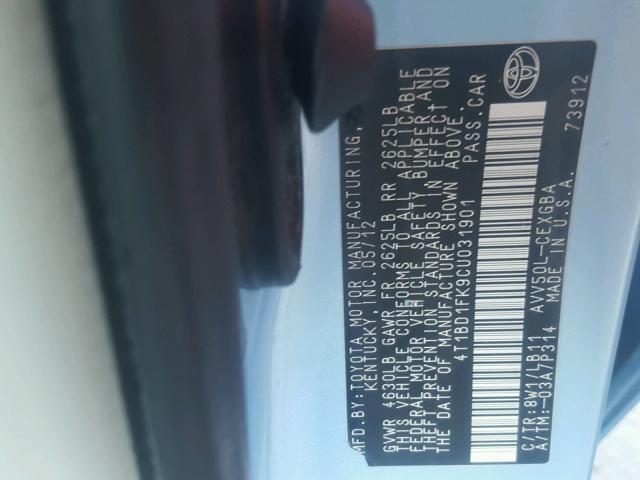 MFD.BY:TOYOTA MOTOR MANUFACTURING,
KENTUCKY, INC. 05/12
GVWR 4630LB GAWR FR 2625LB RR 2625LB
THIS VEHICLE CONFORMS TO ALL APPLICABLE
FEDERAL MOTOR VEHICLE SAFETY, BUMPER, AND
THEFT PREVENTION STANDARDS IN EFFECT ON
THE DATE OF MANUFACTURE SHOWN ABOVE.
4T1BD1FK9CU031901 PASS.CAR
C/TR:8W1/LB11 AVV50L-CEXGBA
A/TM:-03A7P314 MADE IN U.S.A.
73912